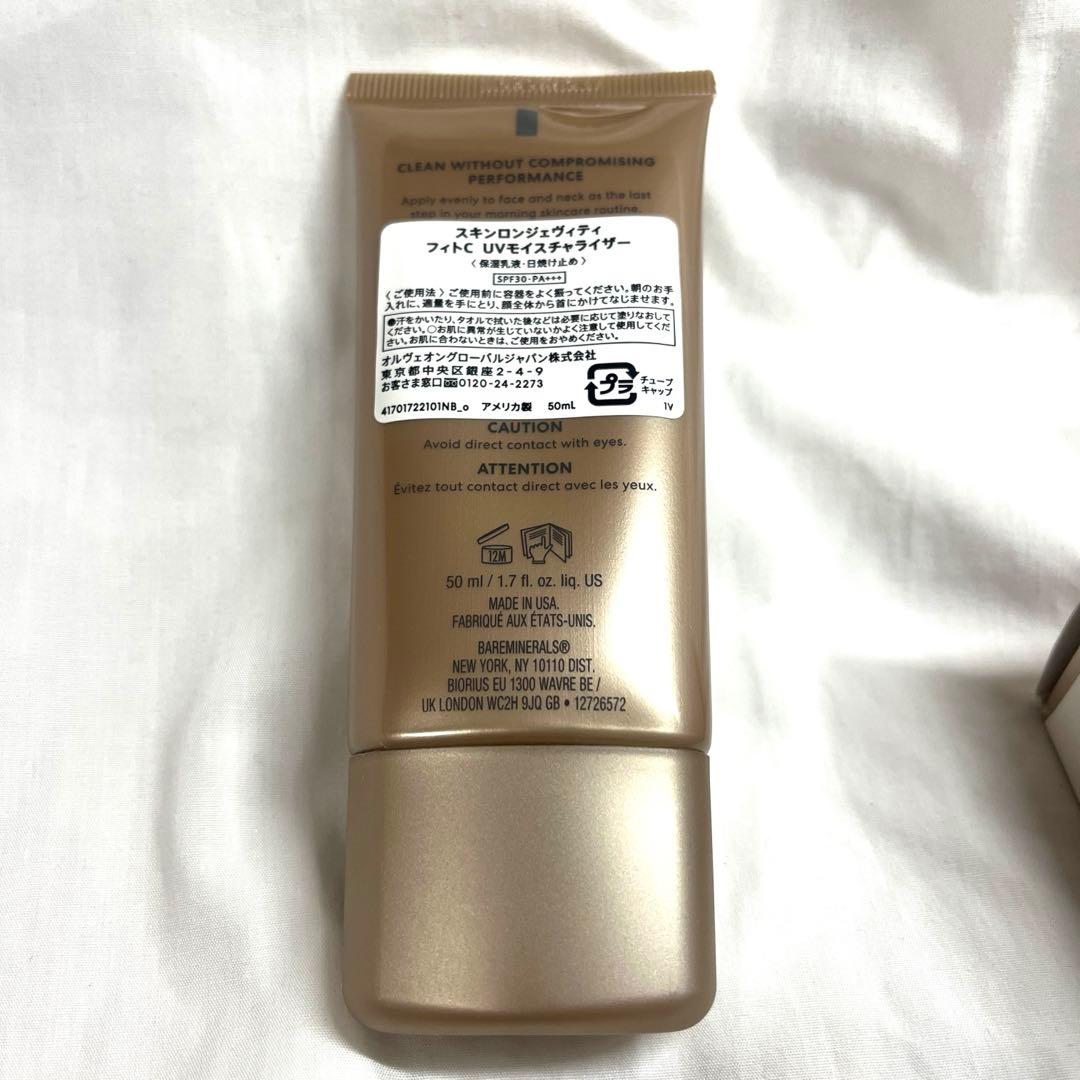 CLEAN WITHOUT COMPROMISING
PERFORMANCE
Apply evenly to face and neck as the last
step in your morning skincare routine.
スキンロンジェヴィティ
フィトC UVモイスチャライザー
〈保湿乳液・日焼け止め〉
SPF30・PA+++
〈ご使用法〉ご使用前に容器をよく振ってください。朝のお手
入れに、適量を手にとり、顔全体から首にかけてなじませます。
●汗をかいたり、タオルで拭いた後などは必要に応じて塗りなおして
ください。○お肌に異常が生じていないかよく注意して使用してくだ
さい。お肌に合わないときは、ご使用をおやめください。
オルヴェオングローバルジャパン株式会社
東京都中央区銀座2-4-9
お客さま窓口 0120-24-2273
プラ
チューブ
キャップ
41701722101NB_o アメリカ製 50mL 1V
CAUTION
Avoid direct contact with eyes.
ATTENTION
Évitez tout contact direct avec les yeux.
12M
50 ml / 1.7 fl. oz. liq. US
MADE IN USA.
FABRIQUÉ AUX ÉTATS-UNIS.
BAREMINERALS®
NEW YORK, NY 10110 DIST.
BIORIUS EU 1300 WAVRE BE /
UK LONDON WC2H 9JQ GB • 12726572